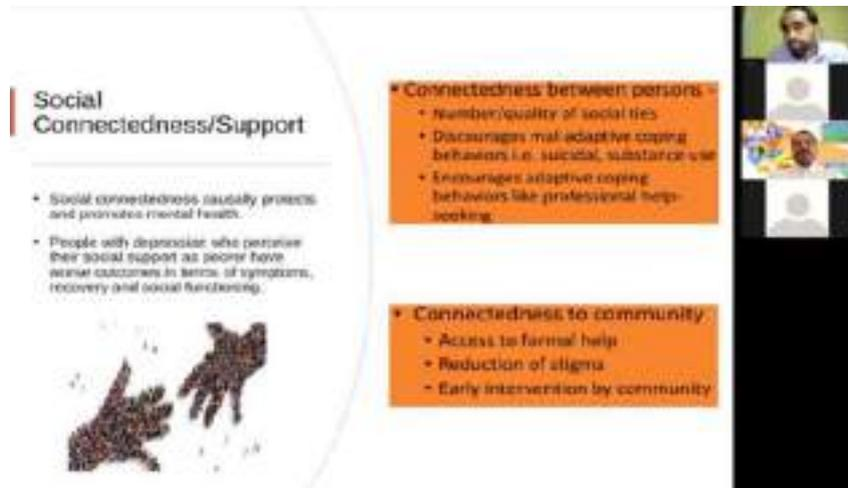 Social
Connectedness/Support
• Social connectedness causally protects
and promotes mental health.
• People with depression who perceive
their social support as poorer have
worse outcomes in terms of symptoms,
recovery and social functioning.
• Connectedness between persons -
• Number/quality of social ties
• Discourages mal adaptive coping
behaviors i.e. suicidal, substance use
• Encourages adaptive coping
behaviors like professional help-
seeking
• Connectedness to community
• Access to formal help
• Reduction of stigma
• Early intervention by community